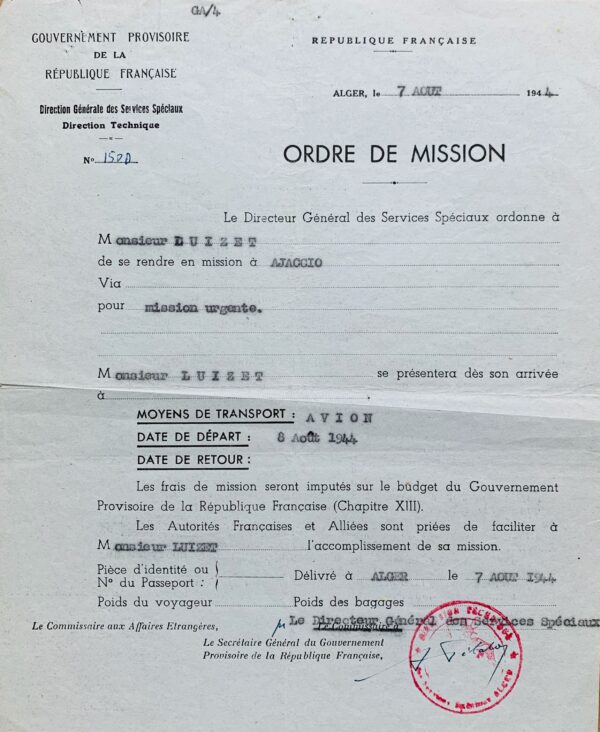 GA/4
GOUVERNEMENT PROVISOIRE
DE LA
RÉPUBLIQUE FRANÇAISE
Direction Générale des Services Spéciaux
Direction Technique
REPUBLIQUE FRANÇAISE
ALGER, le 7 AOUT 1944
N° 152D
ORDRE DE MISSION
Le Directeur Général des Services Spéciaux ordonne à
Monsieur LUIZET
de se rendre en mission à AJACCIO
Via
pour mission urgente.
Monsieur LUIZET se présentera dès son arrivée
à
MOYENS DE TRANSPORT : AVION
DATE DE DÉPART : 8 Août 1944
DATE DE RETOUR :
Les frais de mission seront imputés sur le budget du Gouvernement
Provisoire de la République Française (Chapitre XIII).
Les Autorités Françaises et Alliées sont priées de faciliter à
Monsieur LUIZET l'accomplissement de sa mission.
Pièce d'identité ou
N° du Passeport :
Délivré à ALGER le 7 AOUT 1944
Poids du voyageur Poids des bagages
Le Commissaire aux Affaires Etrangères,
Le Directeur Général des Services Spéciaux
Le Commissaire
Le Secrétaire Général du Gouvernement
Provisoire de la République Française,
DIRECTION TECHNIQUE
ALGER